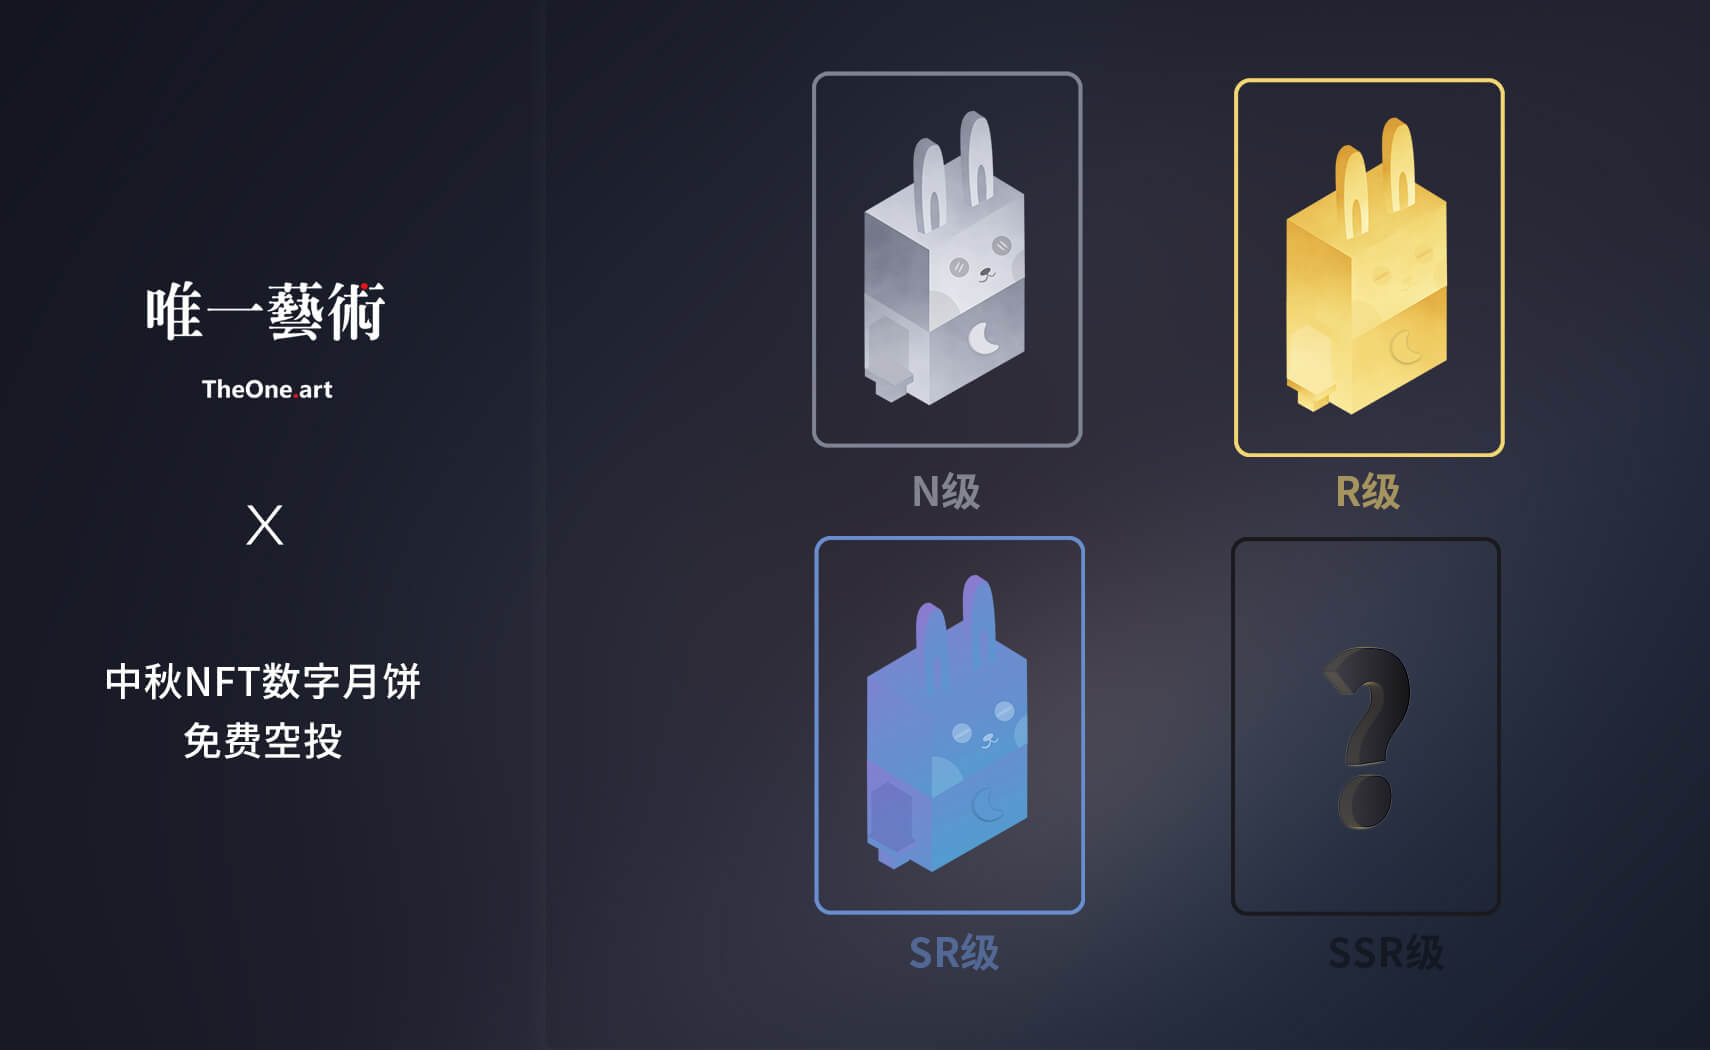 唯一藝術
TheOne.art
X
中秋NFT数字月饼
免费空投
N级
R级
SR级
SSR级
?